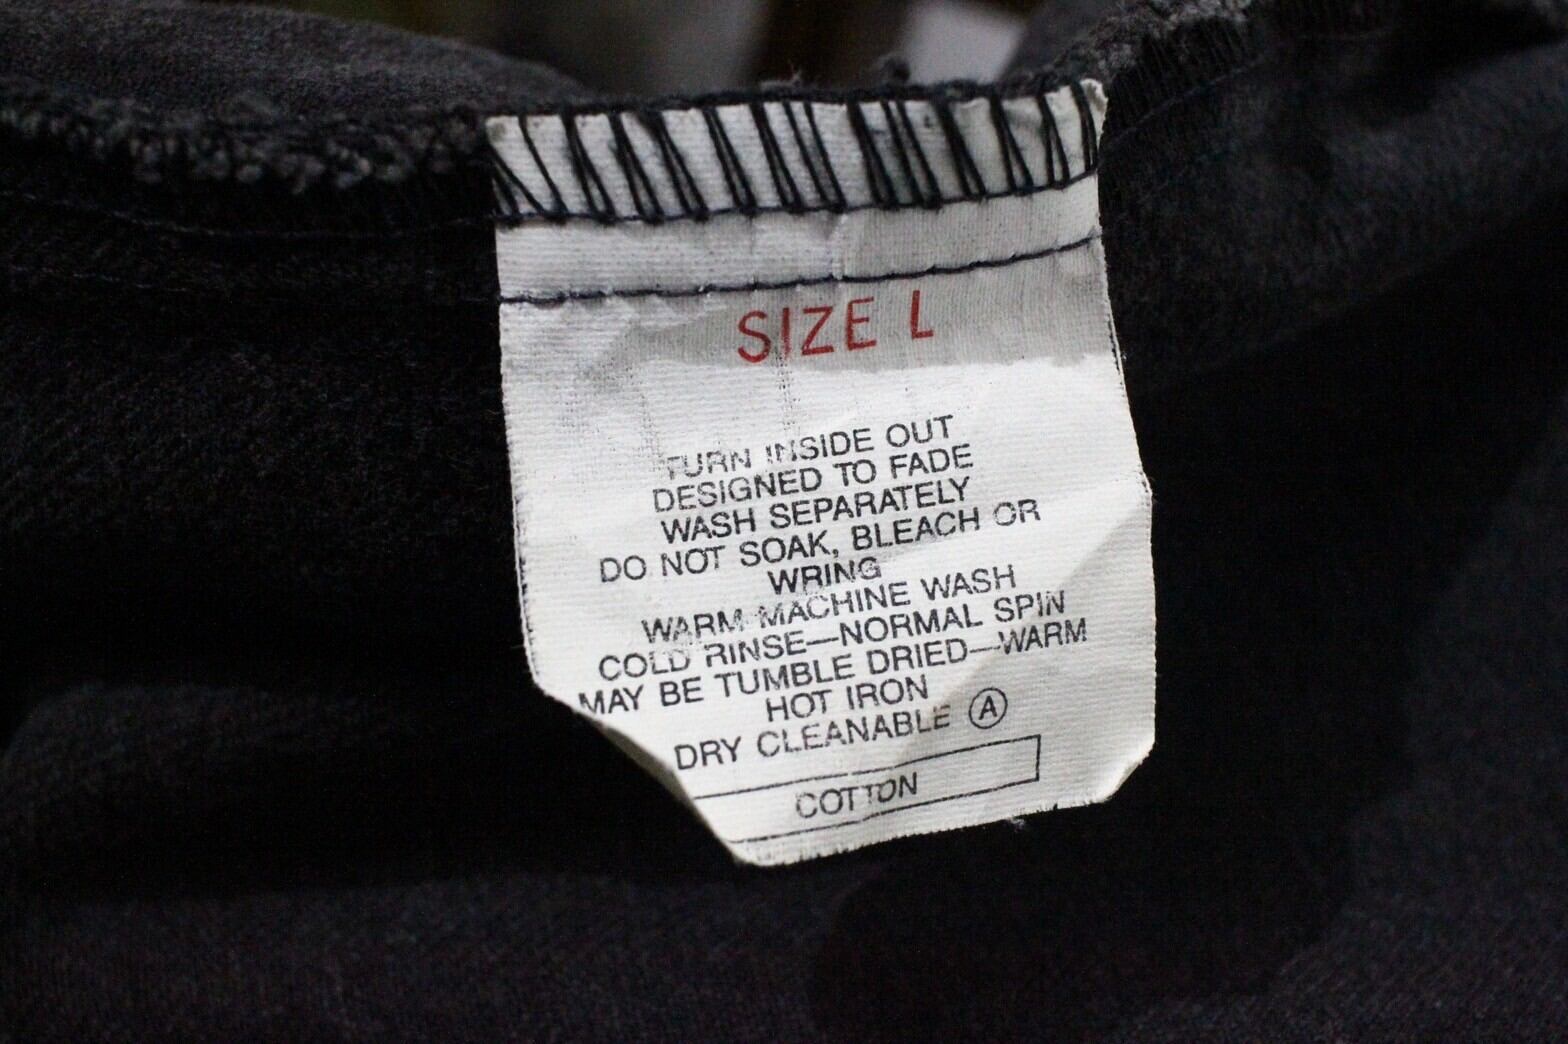 SIZE L
TURN INSIDE OUT
DESIGNED TO FADE
WASH SEPARATELY
DO NOT SOAK, BLEACH OR
WRING
WARM MACHINE WASH
COLD RINSE—NORMAL SPIN
MAY BE TUMBLE DRIED—WARM
HOT IRON
DRY CLEANABLE Ⓐ
COTTON